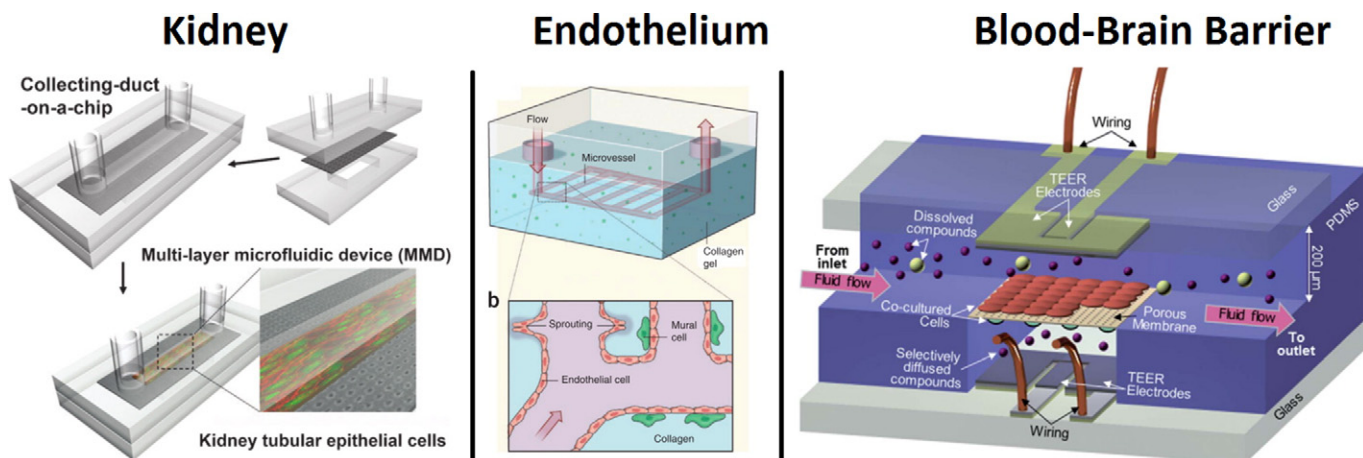 Kidney
Collecting-duct
-on-a-chip
Multi-layer microfluidic device (MMD)
Kidney tubular epithelial cells
Endothelium
Flow
Microvessel
Collagen
gel
b
Sprouting
Mural
cell
Endothelial cell
Collagen
Blood-Brain Barrier
Wiring
TEER
Electrodes
Glass
PDMS
Dissolved
compounds
From
inlet
Fluid flow
200 µm
Co-cultured
Cells
Porous
Membrane
Fluid flow
To
outlet
Selectively
diffused
compounds
TEER
Electrodes
Wiring
Glass